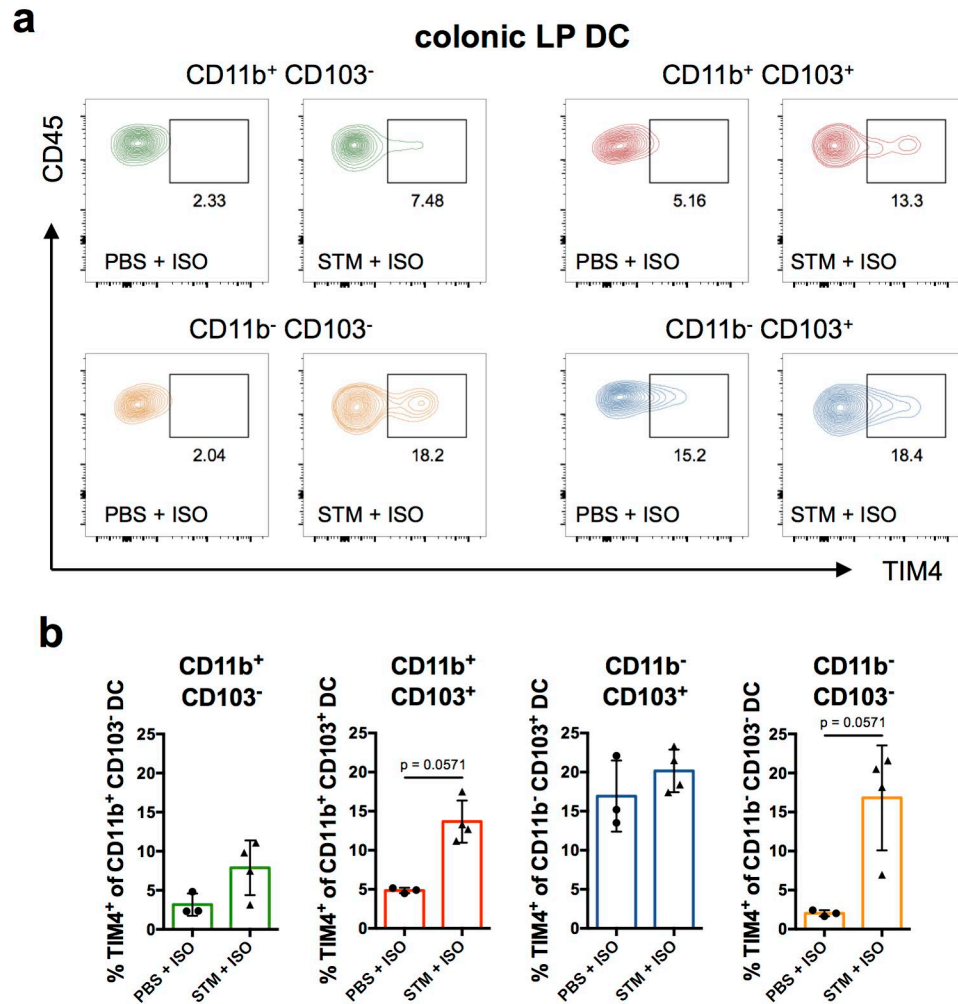 a
colonic LP DC
CD11b⁺ CD103⁻
CD11b⁺ CD103⁺
CD45
2.33
PBS + ISO
7.48
STM + ISO
5.16
PBS + ISO
13.3
STM + ISO
CD11b⁻ CD103⁻
CD11b⁻ CD103⁺
2.04
PBS + ISO
18.2
STM + ISO
15.2
PBS + ISO
18.4
STM + ISO
TIM4
b
CD11b⁺
CD103⁻
% TIM4⁺ of CD11b⁺ CD103⁻ DC
25
20
15
10
5
0
PBS + ISO
STM + ISO
CD11b⁺
CD103⁺
% TIM4⁺ of CD11b⁺ CD103⁺ DC
25
20
15
10
5
0
p = 0.0571
PBS + ISO
STM + ISO
CD11b⁻
CD103⁺
% TIM4⁺ of CD11b⁻ CD103⁺ DC
25
20
15
10
5
0
PBS + ISO
STM + ISO
CD11b⁻
CD103⁻
% TIM4⁺ of CD11b⁻ CD103⁻ DC
25
20
15
10
5
0
p = 0.0571
PBS + ISO
STM + ISO